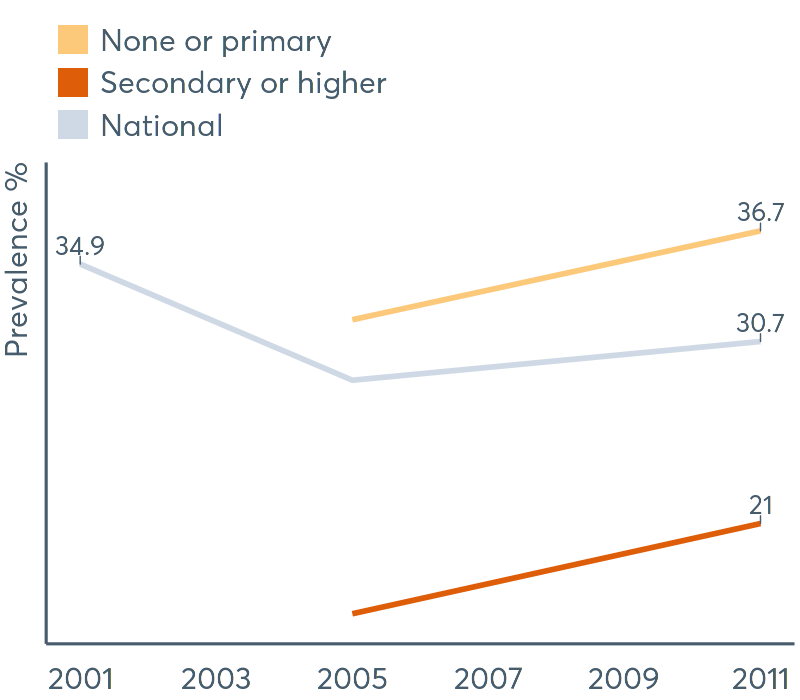 None or primary
Secondary or higher
National
Prevalence %
36.7
34.9
30.7
21
2001 2003 2005 2007 2009 2011